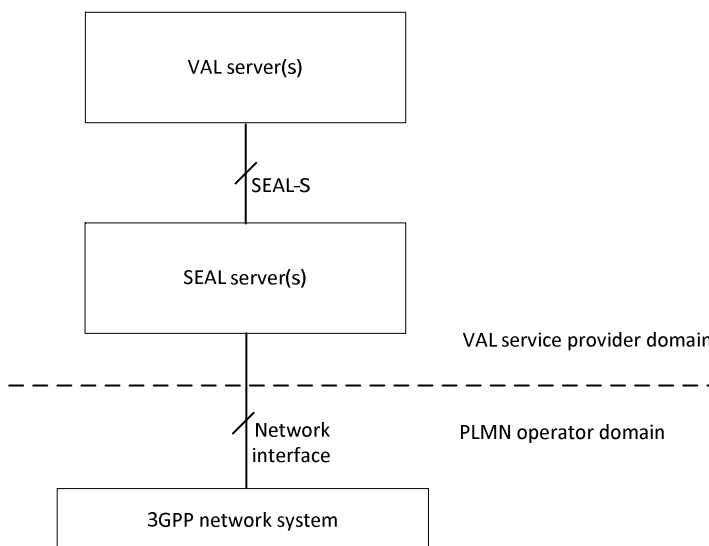 VAL server(s)
SEAL-S
SEAL server(s)
VAL service provider domain
Network
interface
PLMN operator domain
3GPP network system